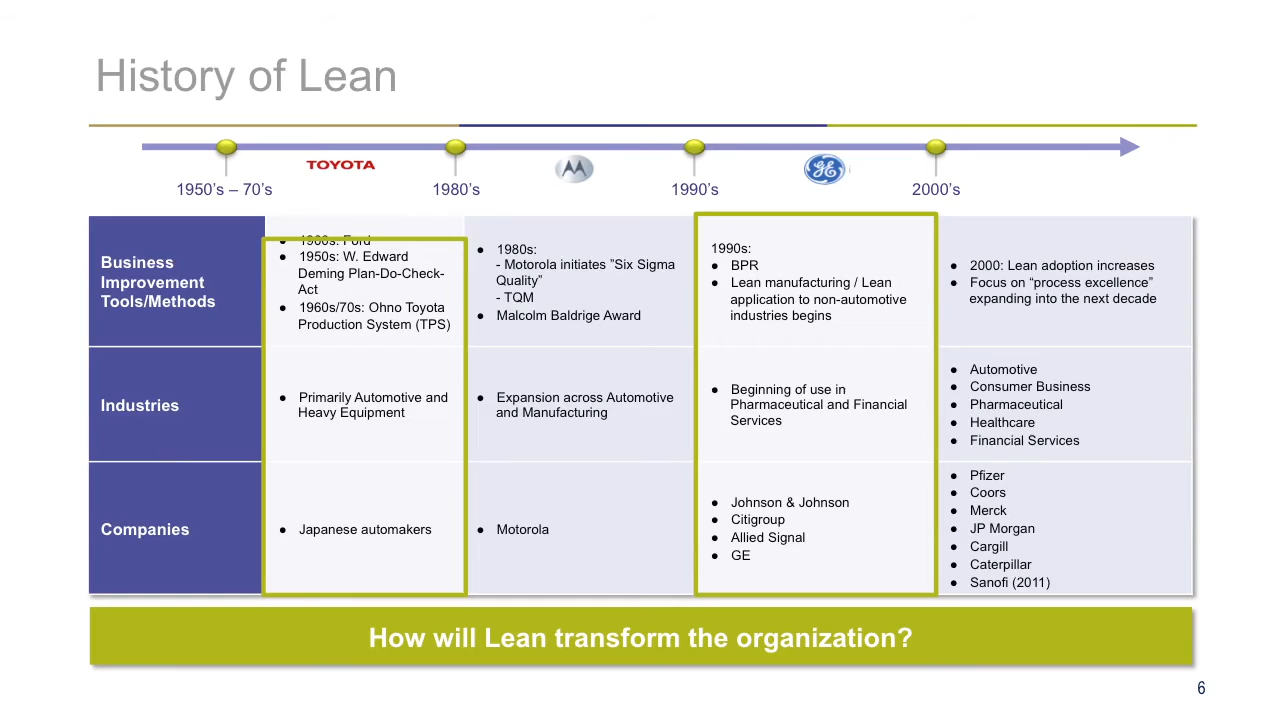 History of Lean
TOYOTA
1950’s – 70’s
1980’s
1990’s
2000’s
Business
Improvement
Tools/Methods
● 1900s: Ford
● 1950s: W. Edward
Deming Plan-Do-Check-
Act
● 1960s/70s: Ohno Toyota
Production System (TPS)
● 1980s:
- Motorola initiates ”Six Sigma
Quality”
- TQM
● Malcolm Baldrige Award
1990s:
● BPR
● Lean manufacturing / Lean
application to non-automotive
industries begins
● 2000: Lean adoption increases
● Focus on “process excellence”
expanding into the next decade
Industries
● Primarily Automotive and
Heavy Equipment
● Expansion across Automotive
and Manufacturing
● Beginning of use in
Pharmaceutical and Financial
Services
● Automotive
● Consumer Business
● Pharmaceutical
● Healthcare
● Financial Services
Companies
● Japanese automakers
● Motorola
● Johnson & Johnson
● Citigroup
● Allied Signal
● GE
● Pfizer
● Coors
● Merck
● JP Morgan
● Cargill
● Caterpillar
● Sanofi (2011)
How will Lean transform the organization?
6